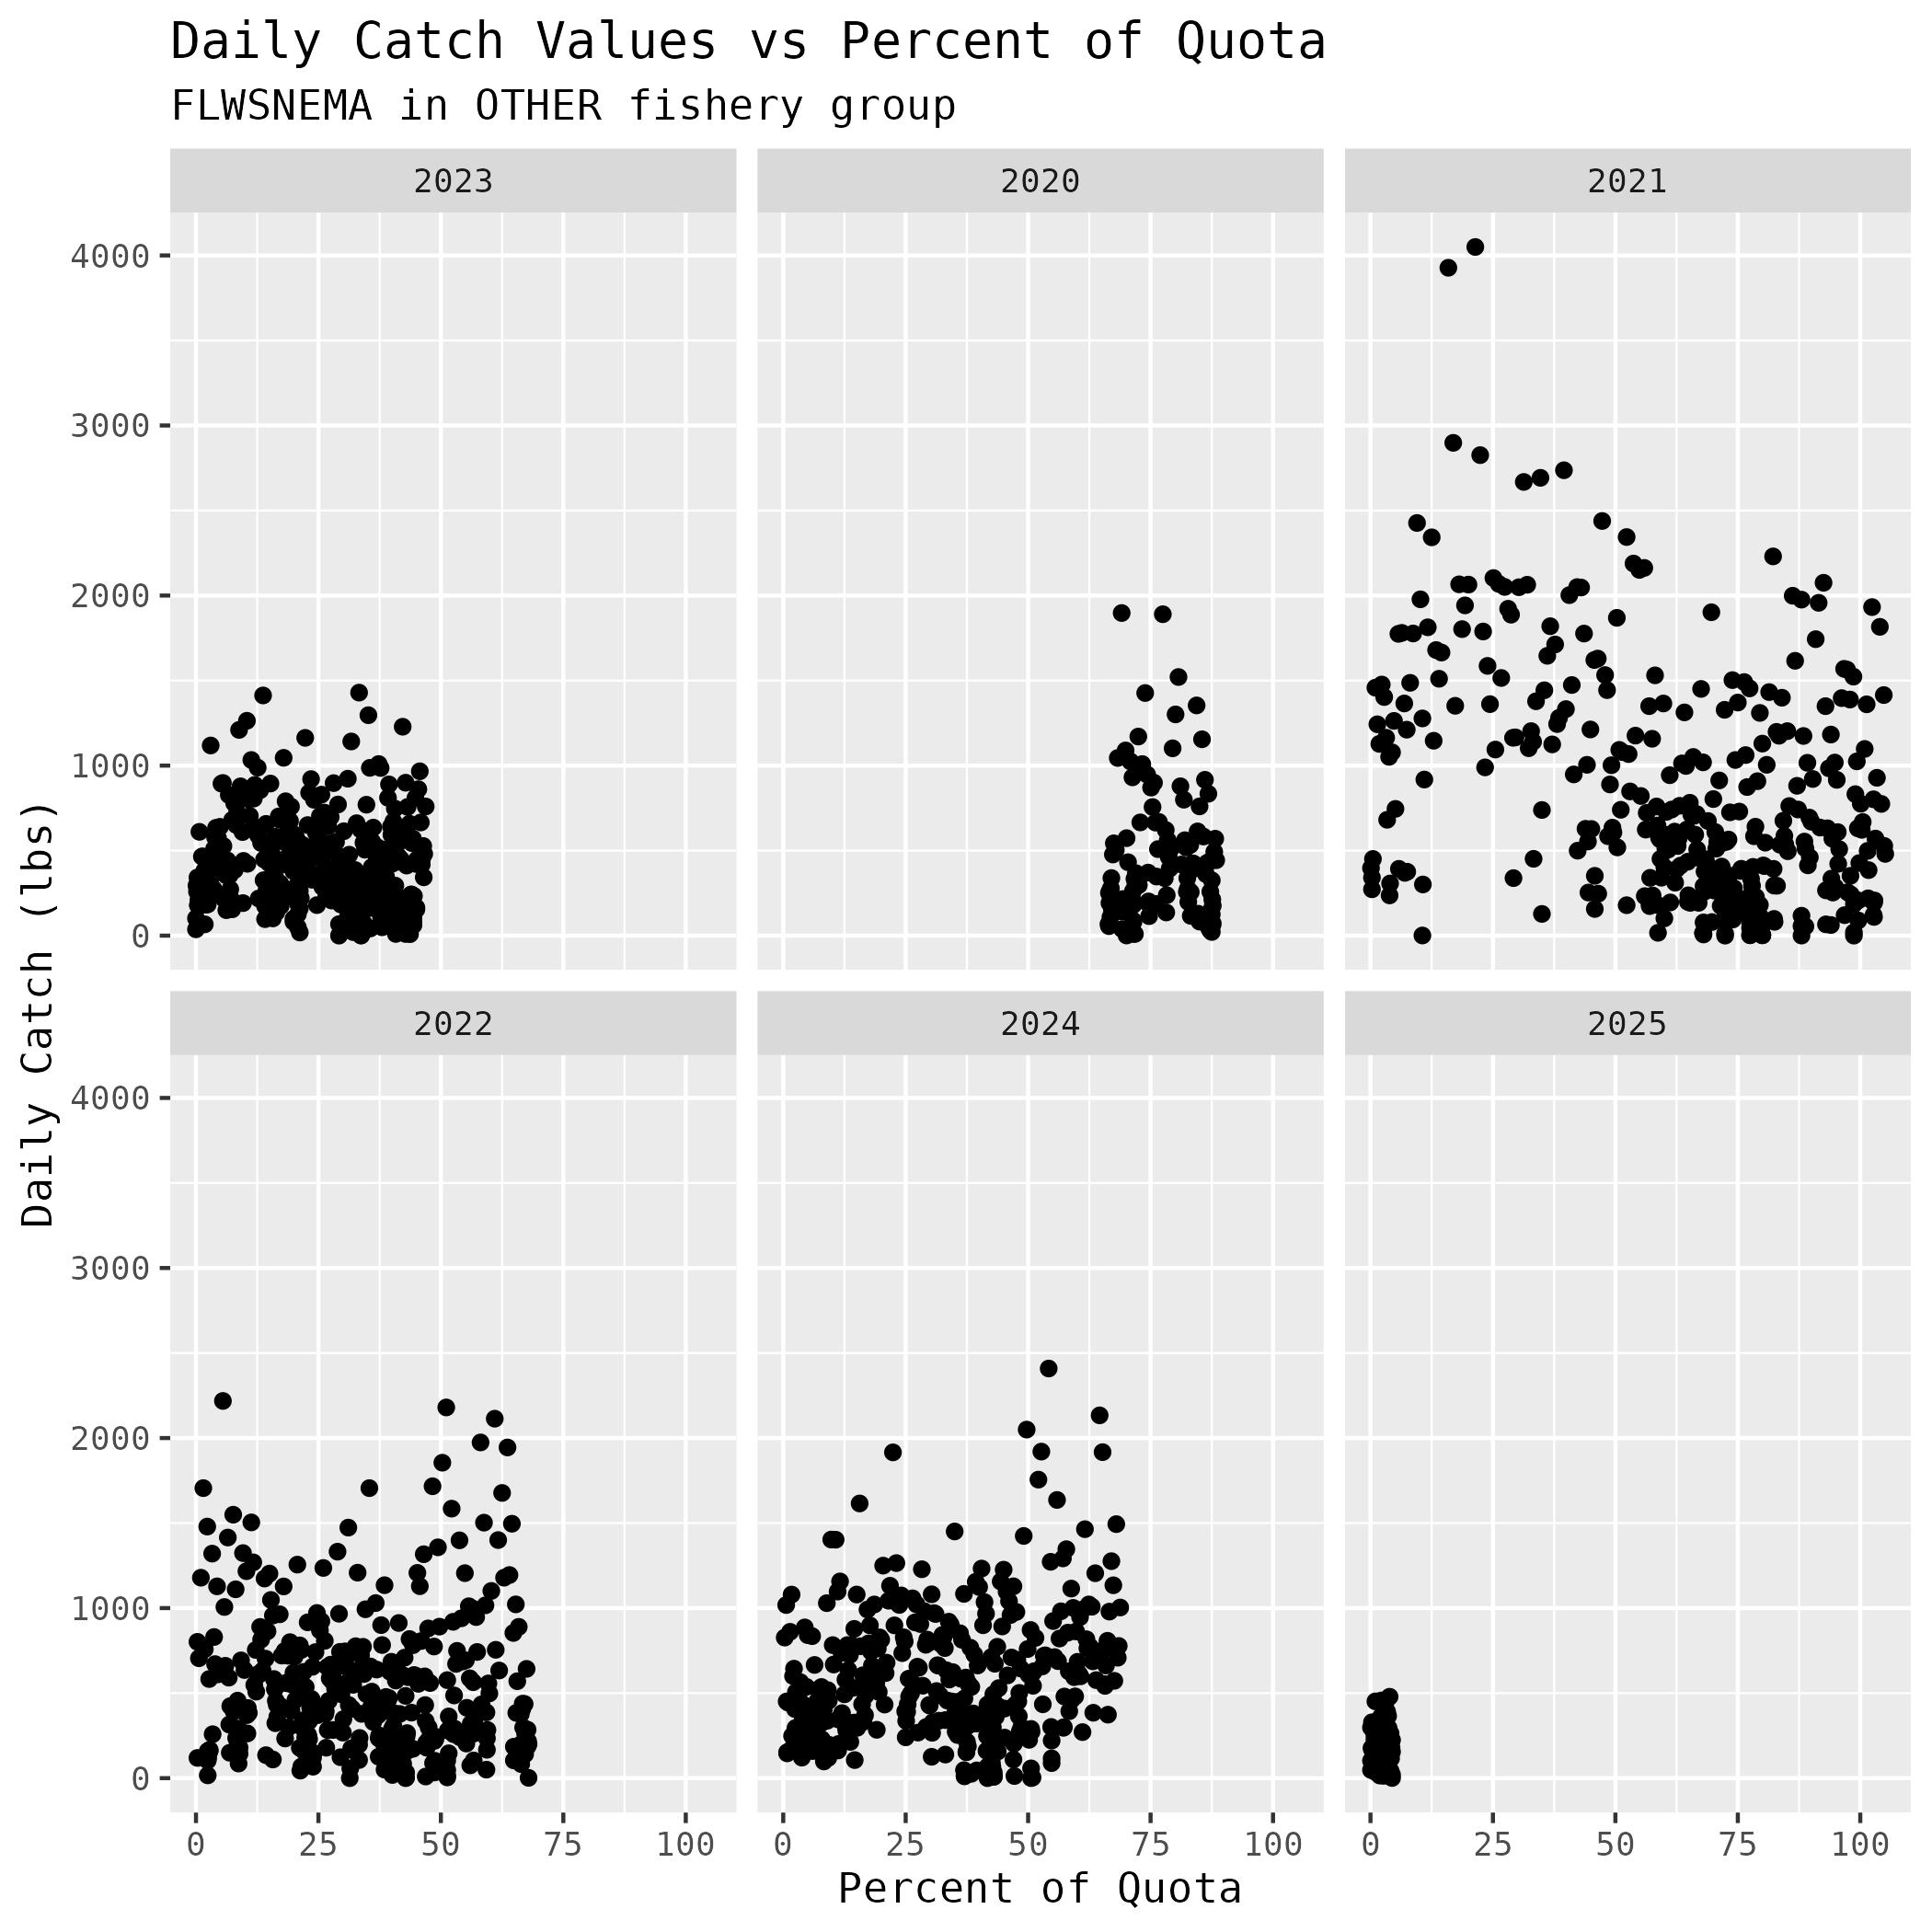 Daily Catch Values vs Percent of Quota
FLWSNEMA in OTHER fishery group
2023 2020 2021
4000
3000
2000
1000
0
2022 2024 2025
4000
3000
2000
1000
0
0 25 50 75 100 0 25 50 75 100 0 25 50 75 100
Percent of Quota
Daily Catch (lbs)